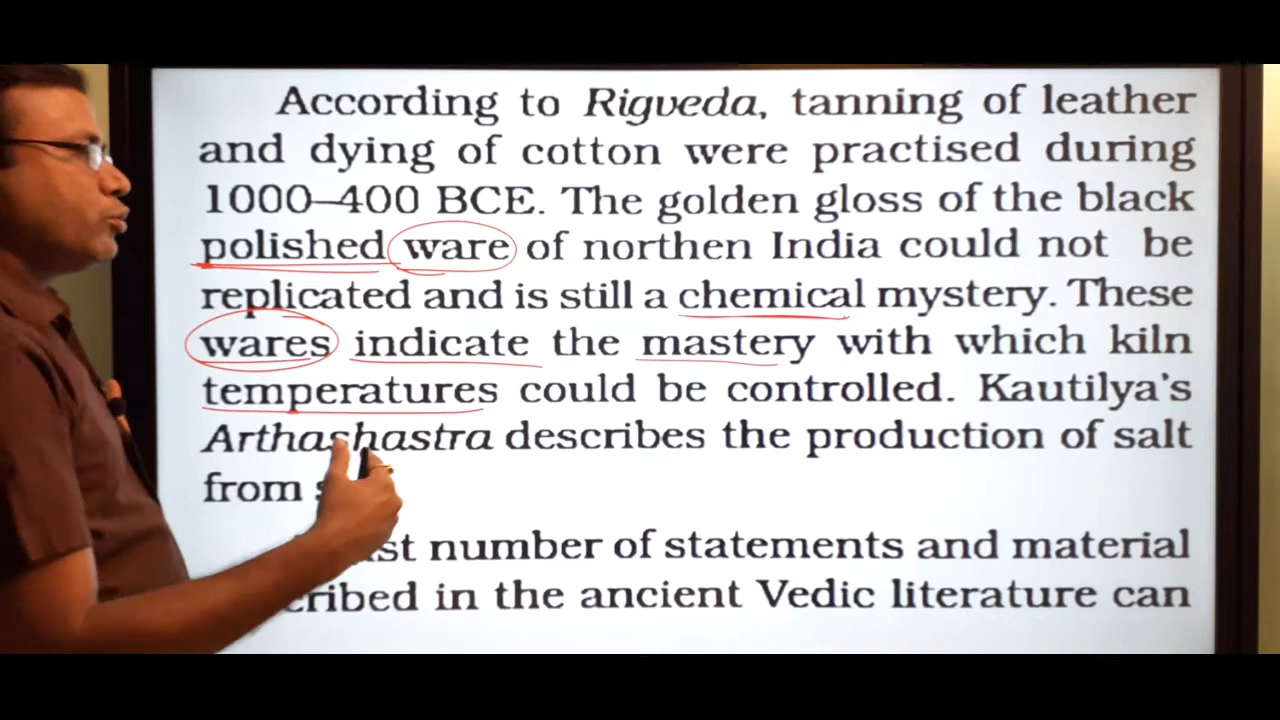 According to Rigveda, tanning of leather
and dying of cotton were practised during
1000–400 BCE. The golden gloss of the black
polished ware of northen India could not be
replicated and is still a chemical mystery. These
wares indicate the mastery with which kiln
temperatures could be controlled. Kautilya's
Arthashastra describes the production of salt
from
number of statements and material
in the ancient Vedic literature can